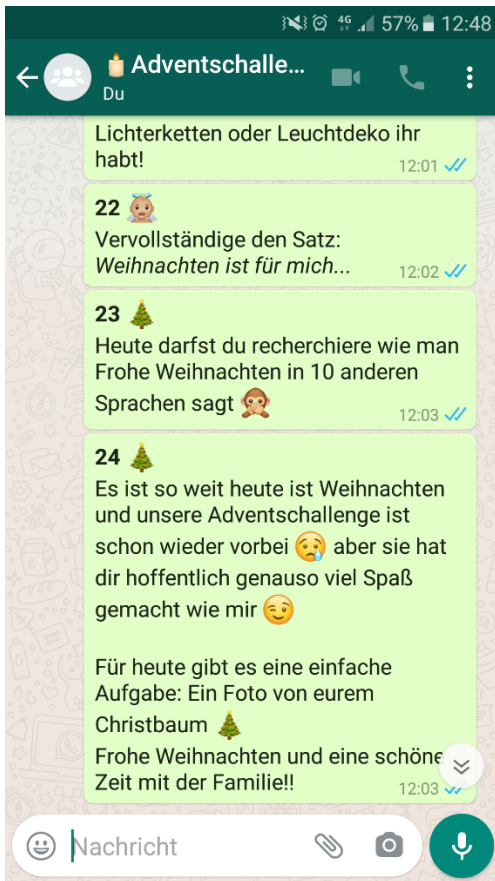 4G 57% 12:48
Adventschalle...
Du
Lichterketten oder Leuchtdeko ihr
habt!
12:01
22
Vervollständige den Satz:
Weihnachten ist für mich...
12:02
23
Heute darfst du recherchiere wie man
Frohe Weihnachten in 10 anderen
Sprachen sagt
12:03
24
Es ist so weit heute ist Weihnachten
und unsere Adventschallenge ist
schon wieder vorbei 😢 aber sie hat
dir hoffentlich genauso viel Spaß
gemacht wie mir 😉
Für heute gibt es eine einfache
Aufgabe: Ein Foto von eurem
Christbaum
Frohe Weihnachten und eine schöne
Zeit mit der Familie!!
12:03
Nachricht